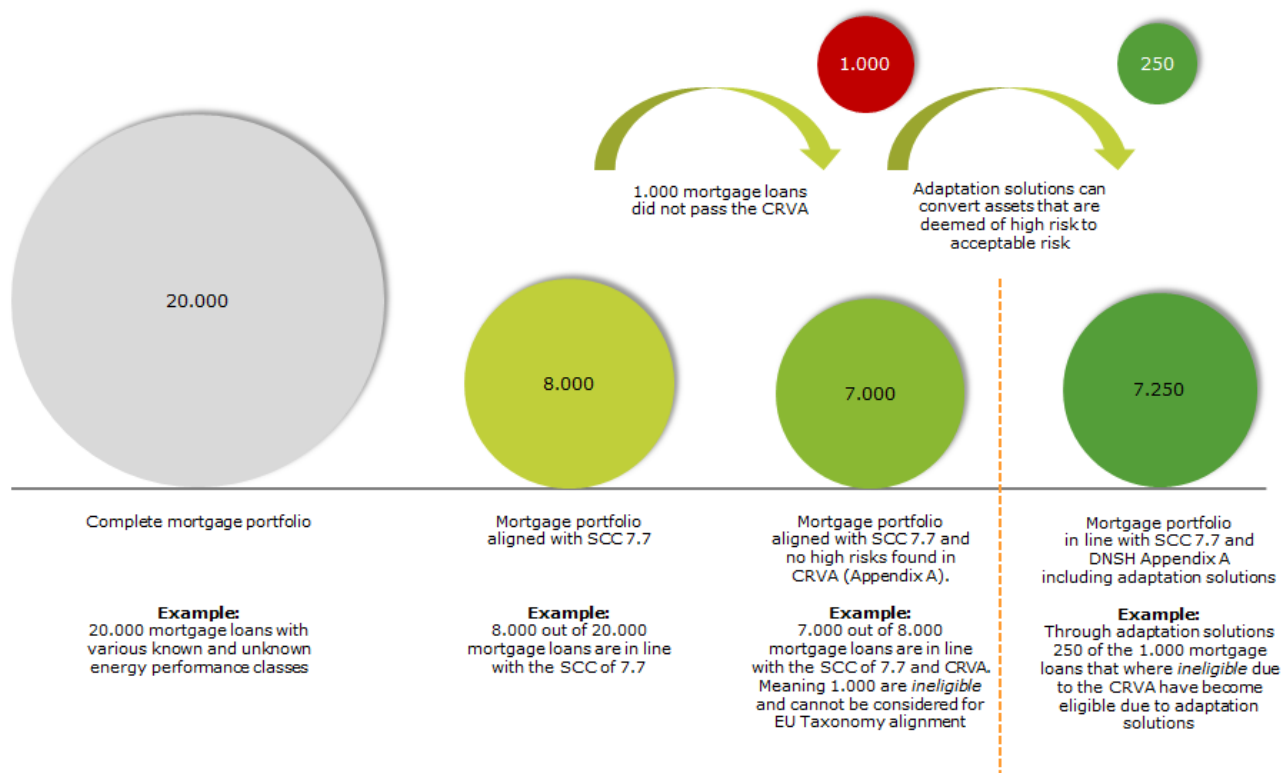 1.000
250
1.000 mortgage loans
did not pass the CRVA
Adaptation solutions can
convert assets that are
deemed of high risk to
acceptable risk
20.000
8.000
7.000
7.250
Complete mortgage portfolio
Example:
20.000 mortgage loans with
various known and unknown
energy performance classes
Mortgage portfolio
aligned with SCC 7.7
Example:
8.000 out of 20.000
mortgage loans are in line
with the SCC of 7.7
Mortgage portfolio
aligned with SCC 7.7 and
no high risks found in
CRVA (Appendix A).
Example:
7.000 out of 8.000
mortgage loans are in line
with the SCC of 7.7 and CRVA.
Meaning 1.000 are ineligible
and cannot be considered for
EU Taxonomy alignment
Mortgage portfolio
in line with SCC 7.7 and
DNSH Appendix A
including adaptation solutions
Example:
Through adaptation solutions
250 of the 1.000 mortgage
loans that where ineligible due
to the CRVA have become
eligible due to adaptation
solutions